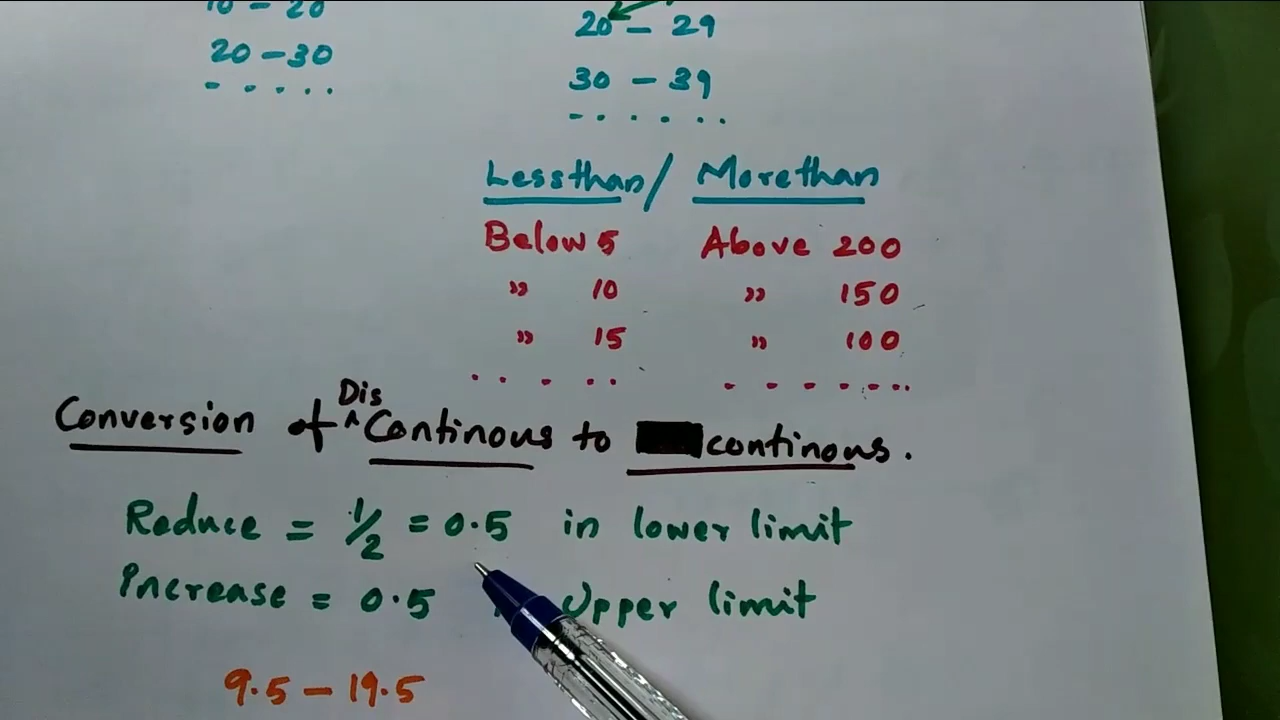 10 - 20
20 - 30
- . . . .
20 - 29
30 - 39
- . . . . .
Lessthan / Morethan
Below 5 Above 200
" 10 " 150
" 15 " 100
. . . . . - . . . . . .
Conversion of ^Dis Continous to continous.
Reduce = 1/2 = 0.5 in lower limit
Increase = 0.5 Upper limit
9.5 - 19.5